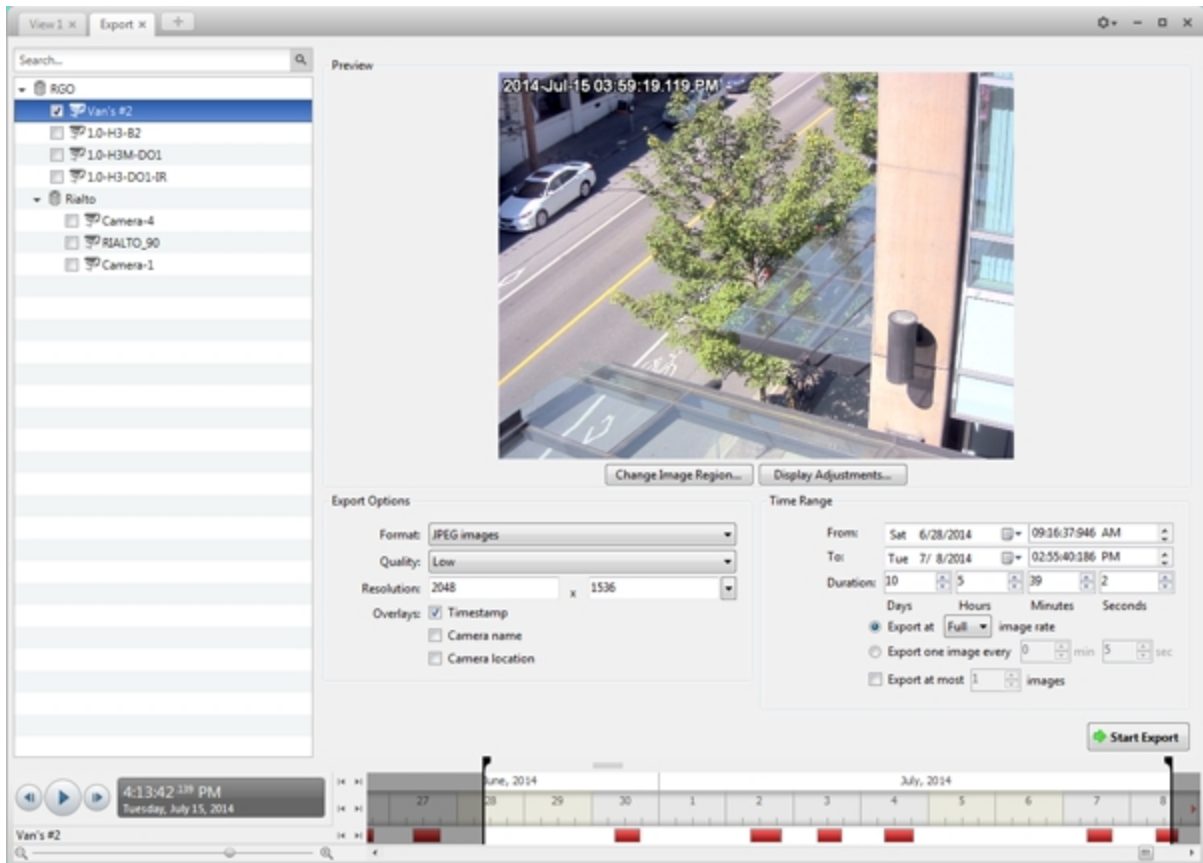 View 1 × Export × +
Search...
RGO
Van's #2
1.0-H3-B2
1.0-H3M-DO1
1.0-H3-DO1-IR
Rialto
Camera-4
RIALTO_90
Camera-1
Preview
2014-Jul-15 03:59:19.119 PM
Change Image Region... Display Adjustments...
Export Options
Format: JPEG images
Quality: Low
Resolution: 2048 x 1536
Overlays: Timestamp
Camera name
Camera location
Time Range
From: Sat 6/28/2014 09:16:37:946 AM
To: Tue 7/ 8/2014 02:55:40:186 PM
Duration: 10 5 39 2
Days Hours Minutes Seconds
Export at Full image rate
Export one image every 0 min 5 sec
Export at most 1 images
Start Export
4:13:42 139 PM
Tuesday, July 15, 2014
June, 2014 July, 2014
27 28 29 30 1 2 3 4 5 6 7 8
Van's #2